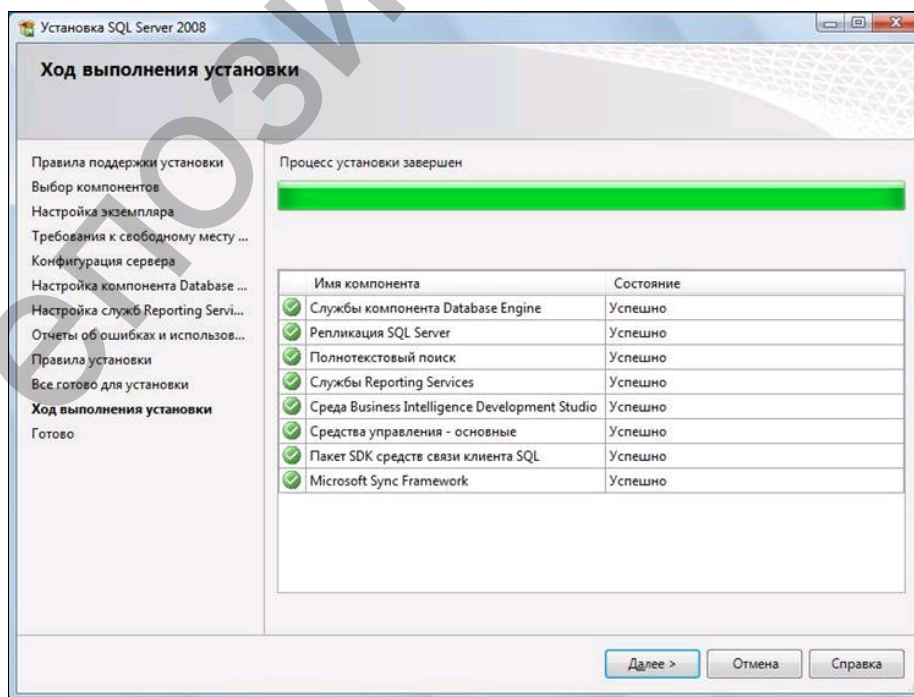 Установка SQL Server 2008
Ход выполнения установки
Правила поддержки установки
Выбор компонентов
Настройка экземпляра
Требования к свободному месту ...
Конфигурация сервера
Настройка компонента Database ...
Настройка служб Reporting Servi...
Отчеты об ошибках и использов...
Правила установки
Все готово для установки
Ход выполнения установки
Готово
Процесс установки завершен
Имя компонента Состояние
Службы компонента Database Engine Успешно
Репликация SQL Server Успешно
Полнотекстовый поиск Успешно
Службы Reporting Services Успешно
Среда Business Intelligence Development Studio Успешно
Средства управления - основные Успешно
Пакет SDK средств связи клиента SQL Успешно
Microsoft Sync Framework Успешно
Далее > Отмена Справка